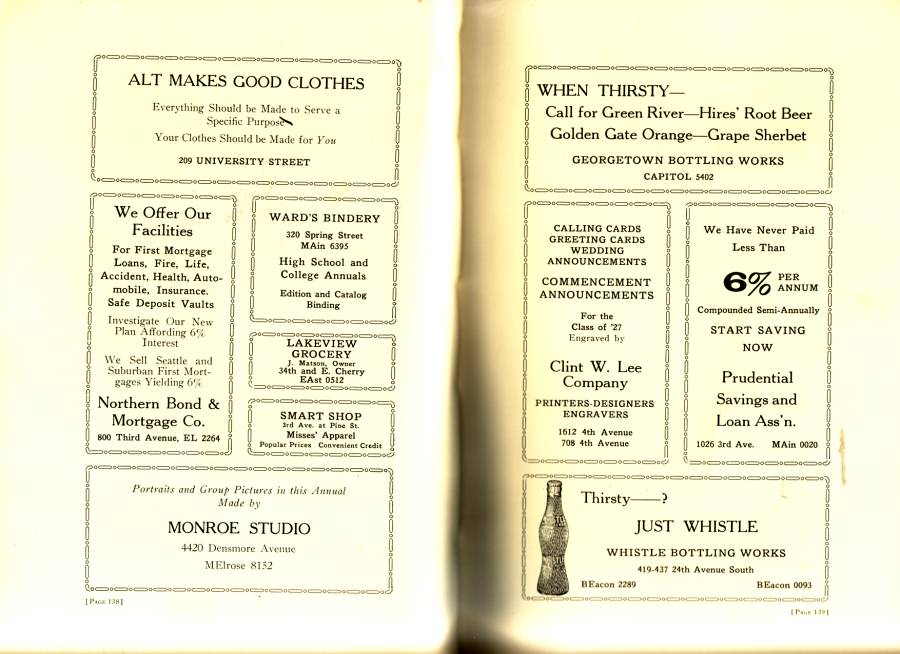 ALT MAKES GOOD CLOTHES
Everything Should be Made to Serve a
Specific Purpose
Your Clothes Should be Made for You
209 UNIVERSITY STREET
We Offer Our
Facilities
For First Mortgage
Loans, Fire, Life,
Accident, Health, Auto-
mobile, Insurance.
Safe Deposit Vaults
Investigate Our New
Plan Affording 6%
Interest
We Sell Seattle and
Suburban First Mort-
gages Yielding 6%
Northern Bond &
Mortgage Co.
800 Third Avenue, EL 2264
WARD'S BINDERY
320 Spring Street
MAin 6395
High School and
College Annuals
Edition and Catalog
Binding
LAKEVIEW
GROCERY
J. Matson, Owner
34th and E. Cherry
EAst 0512
SMART SHOP
3rd Ave. at Pine St.
Misses' Apparel
Popular Prices Convenient Credit
Portraits and Group Pictures in this Annual
Made by
MONROE STUDIO
4420 Densmore Avenue
MElrose 8152
[PAGE 138]
WHEN THIRSTY—
Call for Green River—Hires' Root Beer
Golden Gate Orange—Grape Sherbet
GEORGETOWN BOTTLING WORKS
CAPITOL 5402
CALLING CARDS
GREETING CARDS
WEDDING
ANNOUNCEMENTS
COMMENCEMENT
ANNOUNCEMENTS
For the
Class of '27
Engraved by
Clint W. Lee
Company
PRINTERS-DESIGNERS
ENGRAVERS
1612 4th Avenue
708 4th Avenue
We Have Never Paid
Less Than
6% PER
ANNUM
Compounded Semi-Annually
START SAVING
NOW
Prudential
Savings and
Loan Ass'n.
1026 3rd Ave. MAin 0020
Thirsty——?
JUST WHISTLE
WHISTLE BOTTLING WORKS
419-437 24th Avenue South
BEacon 2289 BEacon 0093
[PAGE 139]